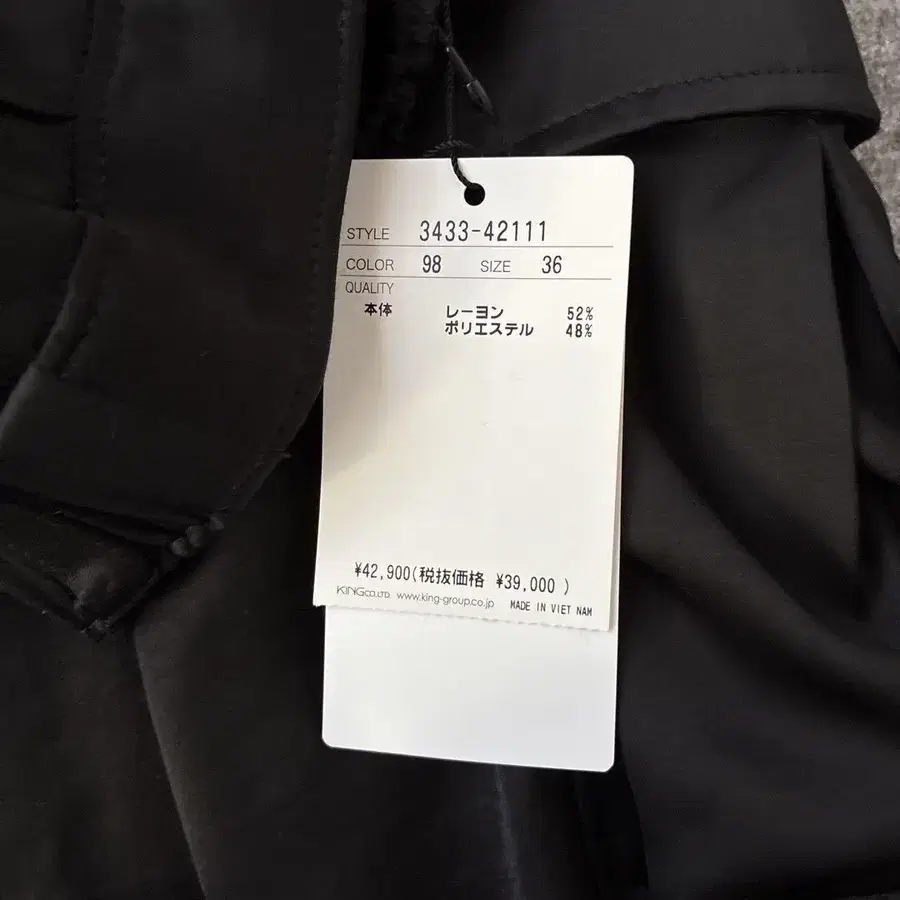 STYLE 3433-42111
COLOR 98 SIZE 36
QUALITY
本体 レーヨン 52%
ポリエステル 48%
¥42,900(税抜価格 ¥39,000 )
KING CO.,LTD. www.king-group.co.jp MADE IN VIET NAM